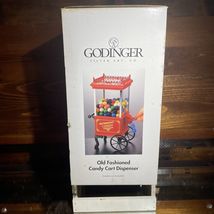 GODINGER
SILVER ART CO.
Old Fashioned
Candy Cart Dispenser